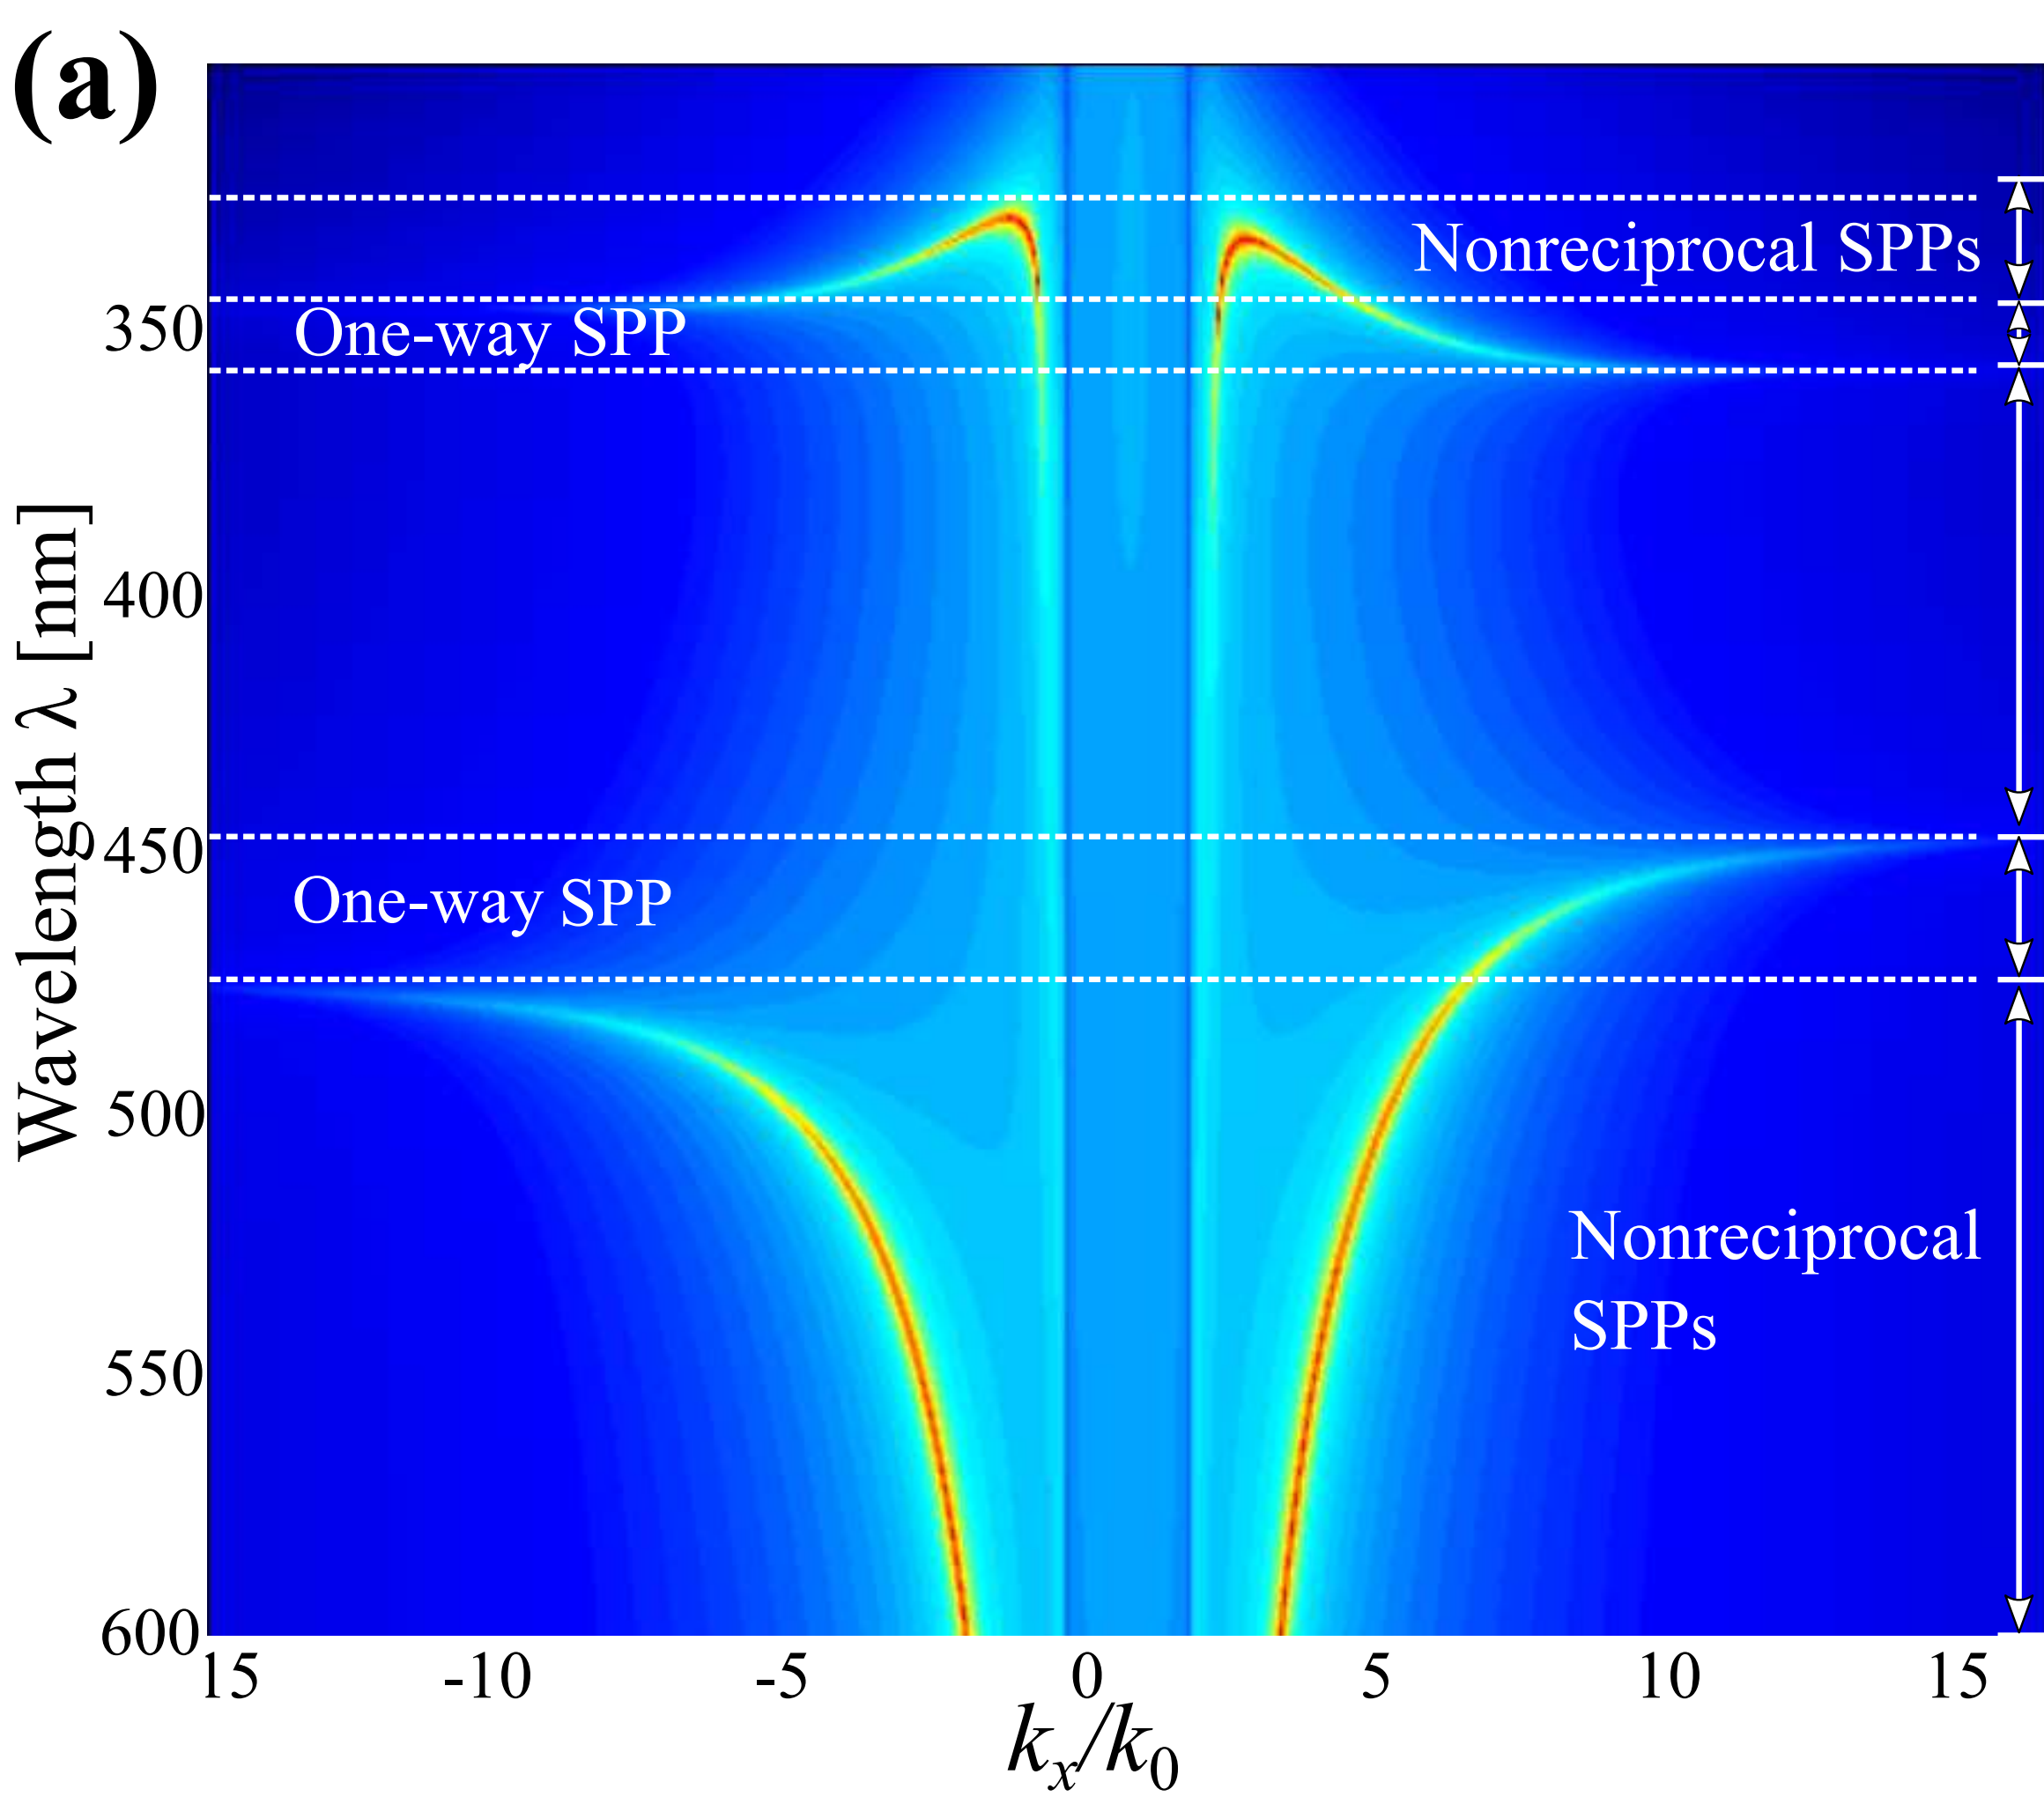 (a)
Nonreciprocal SPPs
One-way SPP
350
400
Wavelength λ [nm]
450
One-way SPP
500
Nonreciprocal
SPPs
550
600
15 -10 -5 0 5 10 15
kx/k0